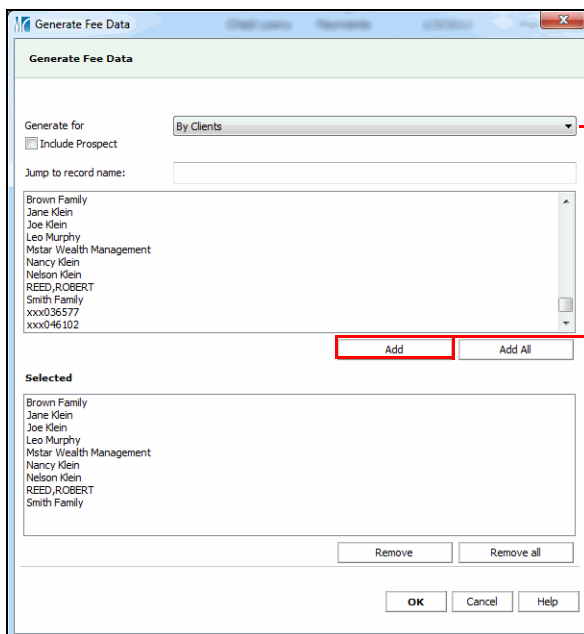 Generate Fee Data
Generate Fee Data
Generate for
By Clients
Include Prospect
Jump to record name:
Brown Family
Jane Klein
Joe Klein
Leo Murphy
Mstar Wealth Management
Nancy Klein
Nelson Klein
REED,ROBERT
Smith Family
xxx036577
xxx046102
Add Add All
Selected
Brown Family
Jane Klein
Joe Klein
Leo Murphy
Mstar Wealth Management
Nancy Klein
Nelson Klein
REED,ROBERT
Smith Family
Remove Remove all
OK Cancel Help